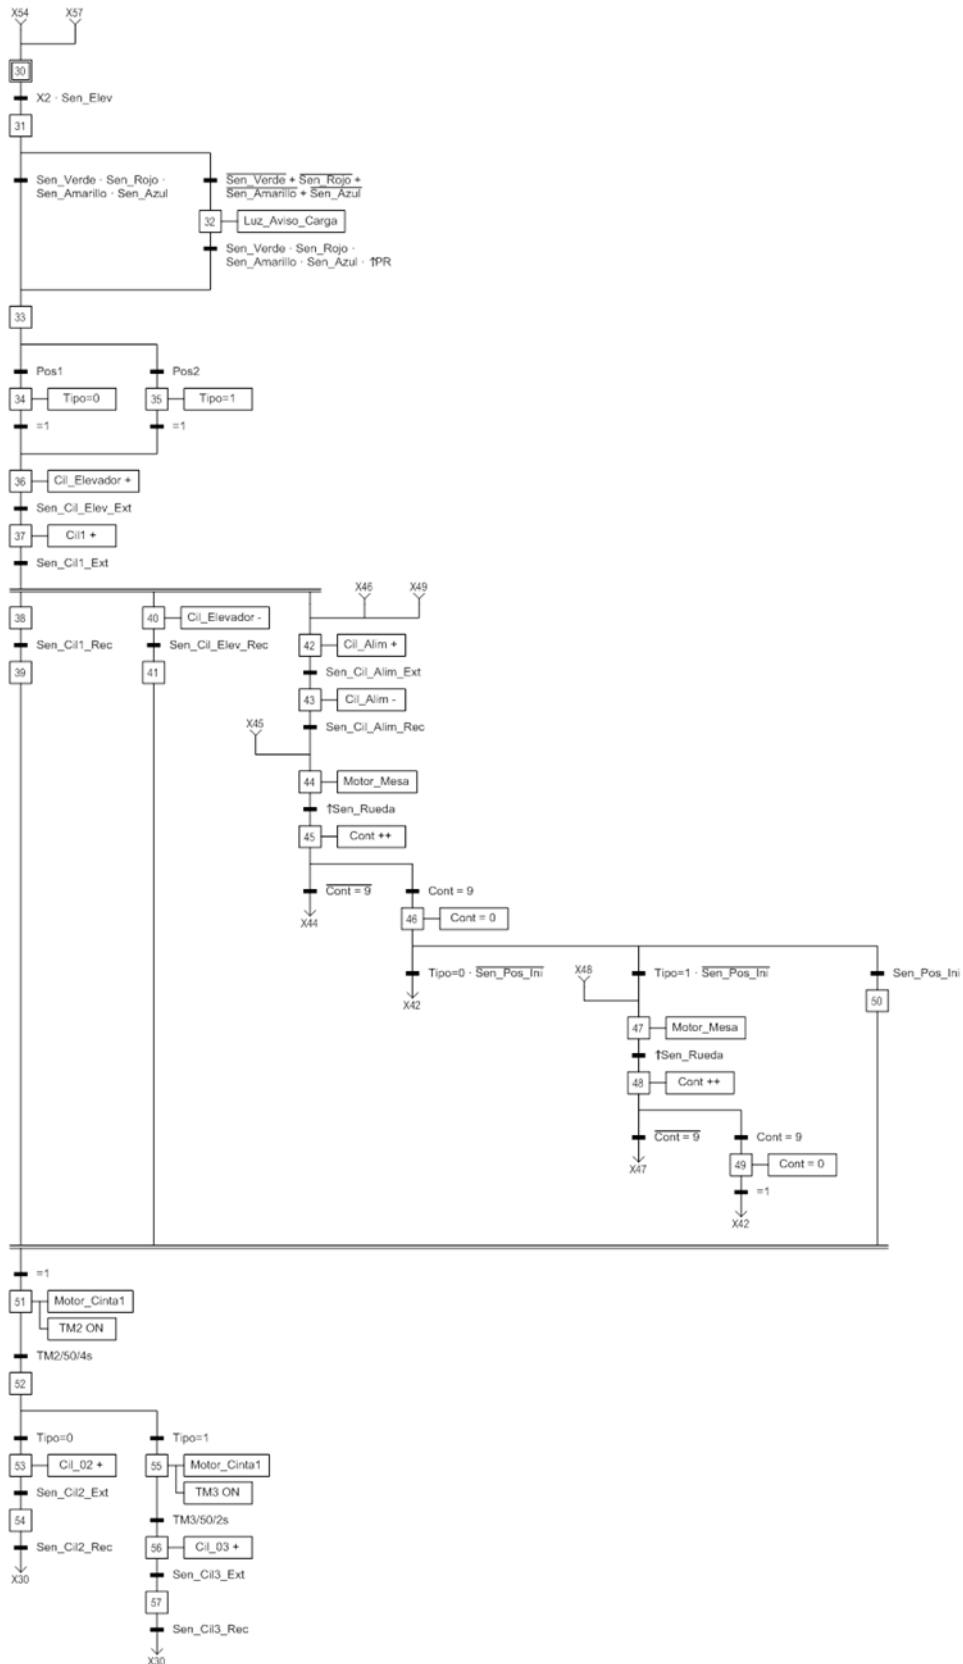 X54 X57
30
X2 · Sen_Elev
31
Sen_Verde · Sen_Rojo ·
Sen_Amarillo · Sen_Azul
Sen_Verde + Sen_Rojo +
Sen_Amarillo + Sen_Azul
32 Luz_Aviso_Carga
Sen_Verde · Sen_Rojo ·
Sen_Amarillo · Sen_Azul · ↑PR
33
Pos1 Pos2
34 Tipo=0 35 Tipo=1
=1 =1
36 Cil_Elevador +
Sen_Cil_Elev_Ext
37 Cil1 +
Sen_Cil1_Ext
X46 X49
38 40 Cil_Elevador -
42 Cil_Alim +
Sen_Cil1_Rec Sen_Cil_Elev_Rec
Sen_Cil_Alim_Ext
39 41
43 Cil_Alim -
X45 Sen_Cil_Alim_Rec
44 Motor_Mesa
↑Sen_Rueda
45 Cont ++
Cont = 9 Cont = 9
X44 46 Cont = 0
Tipo=0 · Sen_Pos_Ini X48 Tipo=1 · Sen_Pos_Ini Sen_Pos_Ini
X42 50
47 Motor_Mesa
↑Sen_Rueda
48 Cont ++
Cont = 9 Cont = 9
X47 49 Cont = 0
=1
X42
=1
51 Motor_Cinta1
TM2 ON
TM2/50/4s
52
Tipo=0 Tipo=1
53 Cil_02 + 55 Motor_Cinta1
Sen_Cil2_Ext TM3 ON
54 TM3/50/2s
Sen_Cil2_Rec 56 Cil_03 +
X30 Sen_Cil3_Ext
57
Sen_Cil3_Rec
X30